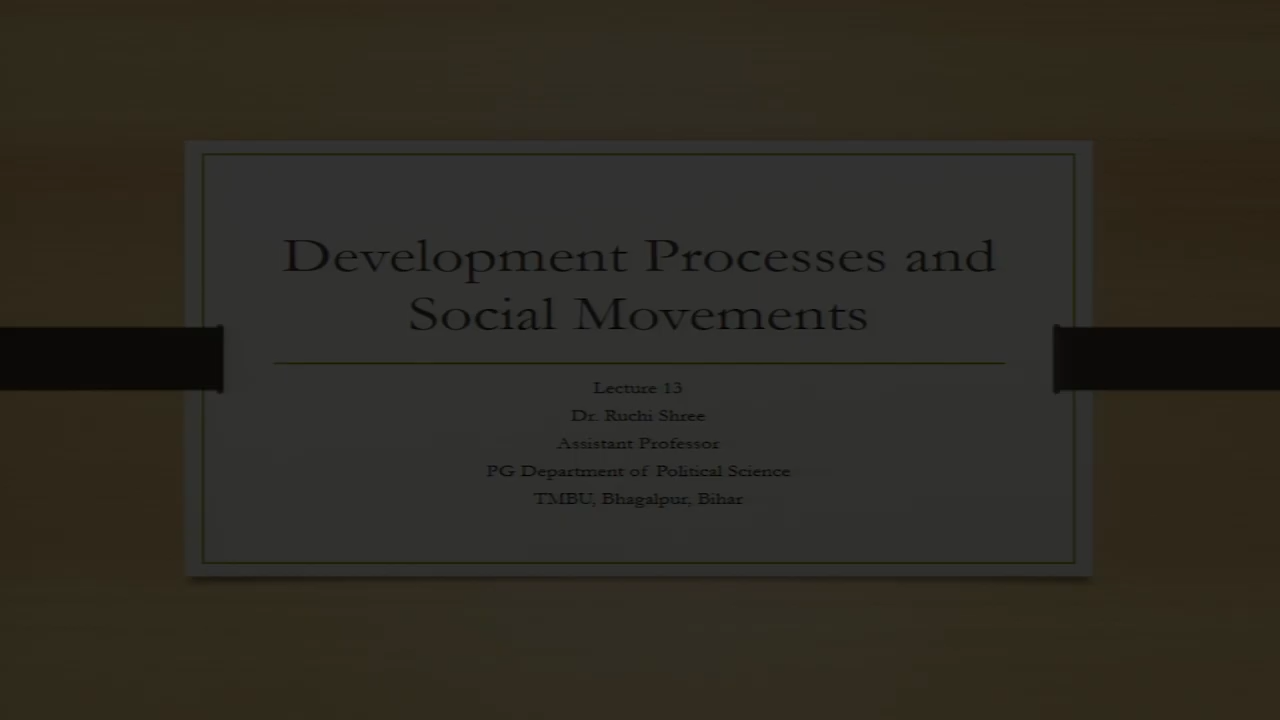 Development Processes and
Social Movements
Lecture 13
Dr. Ruchi Shree
Assistant Professor
PG Department of Political Science
TMBU, Bhagalpur, Bihar